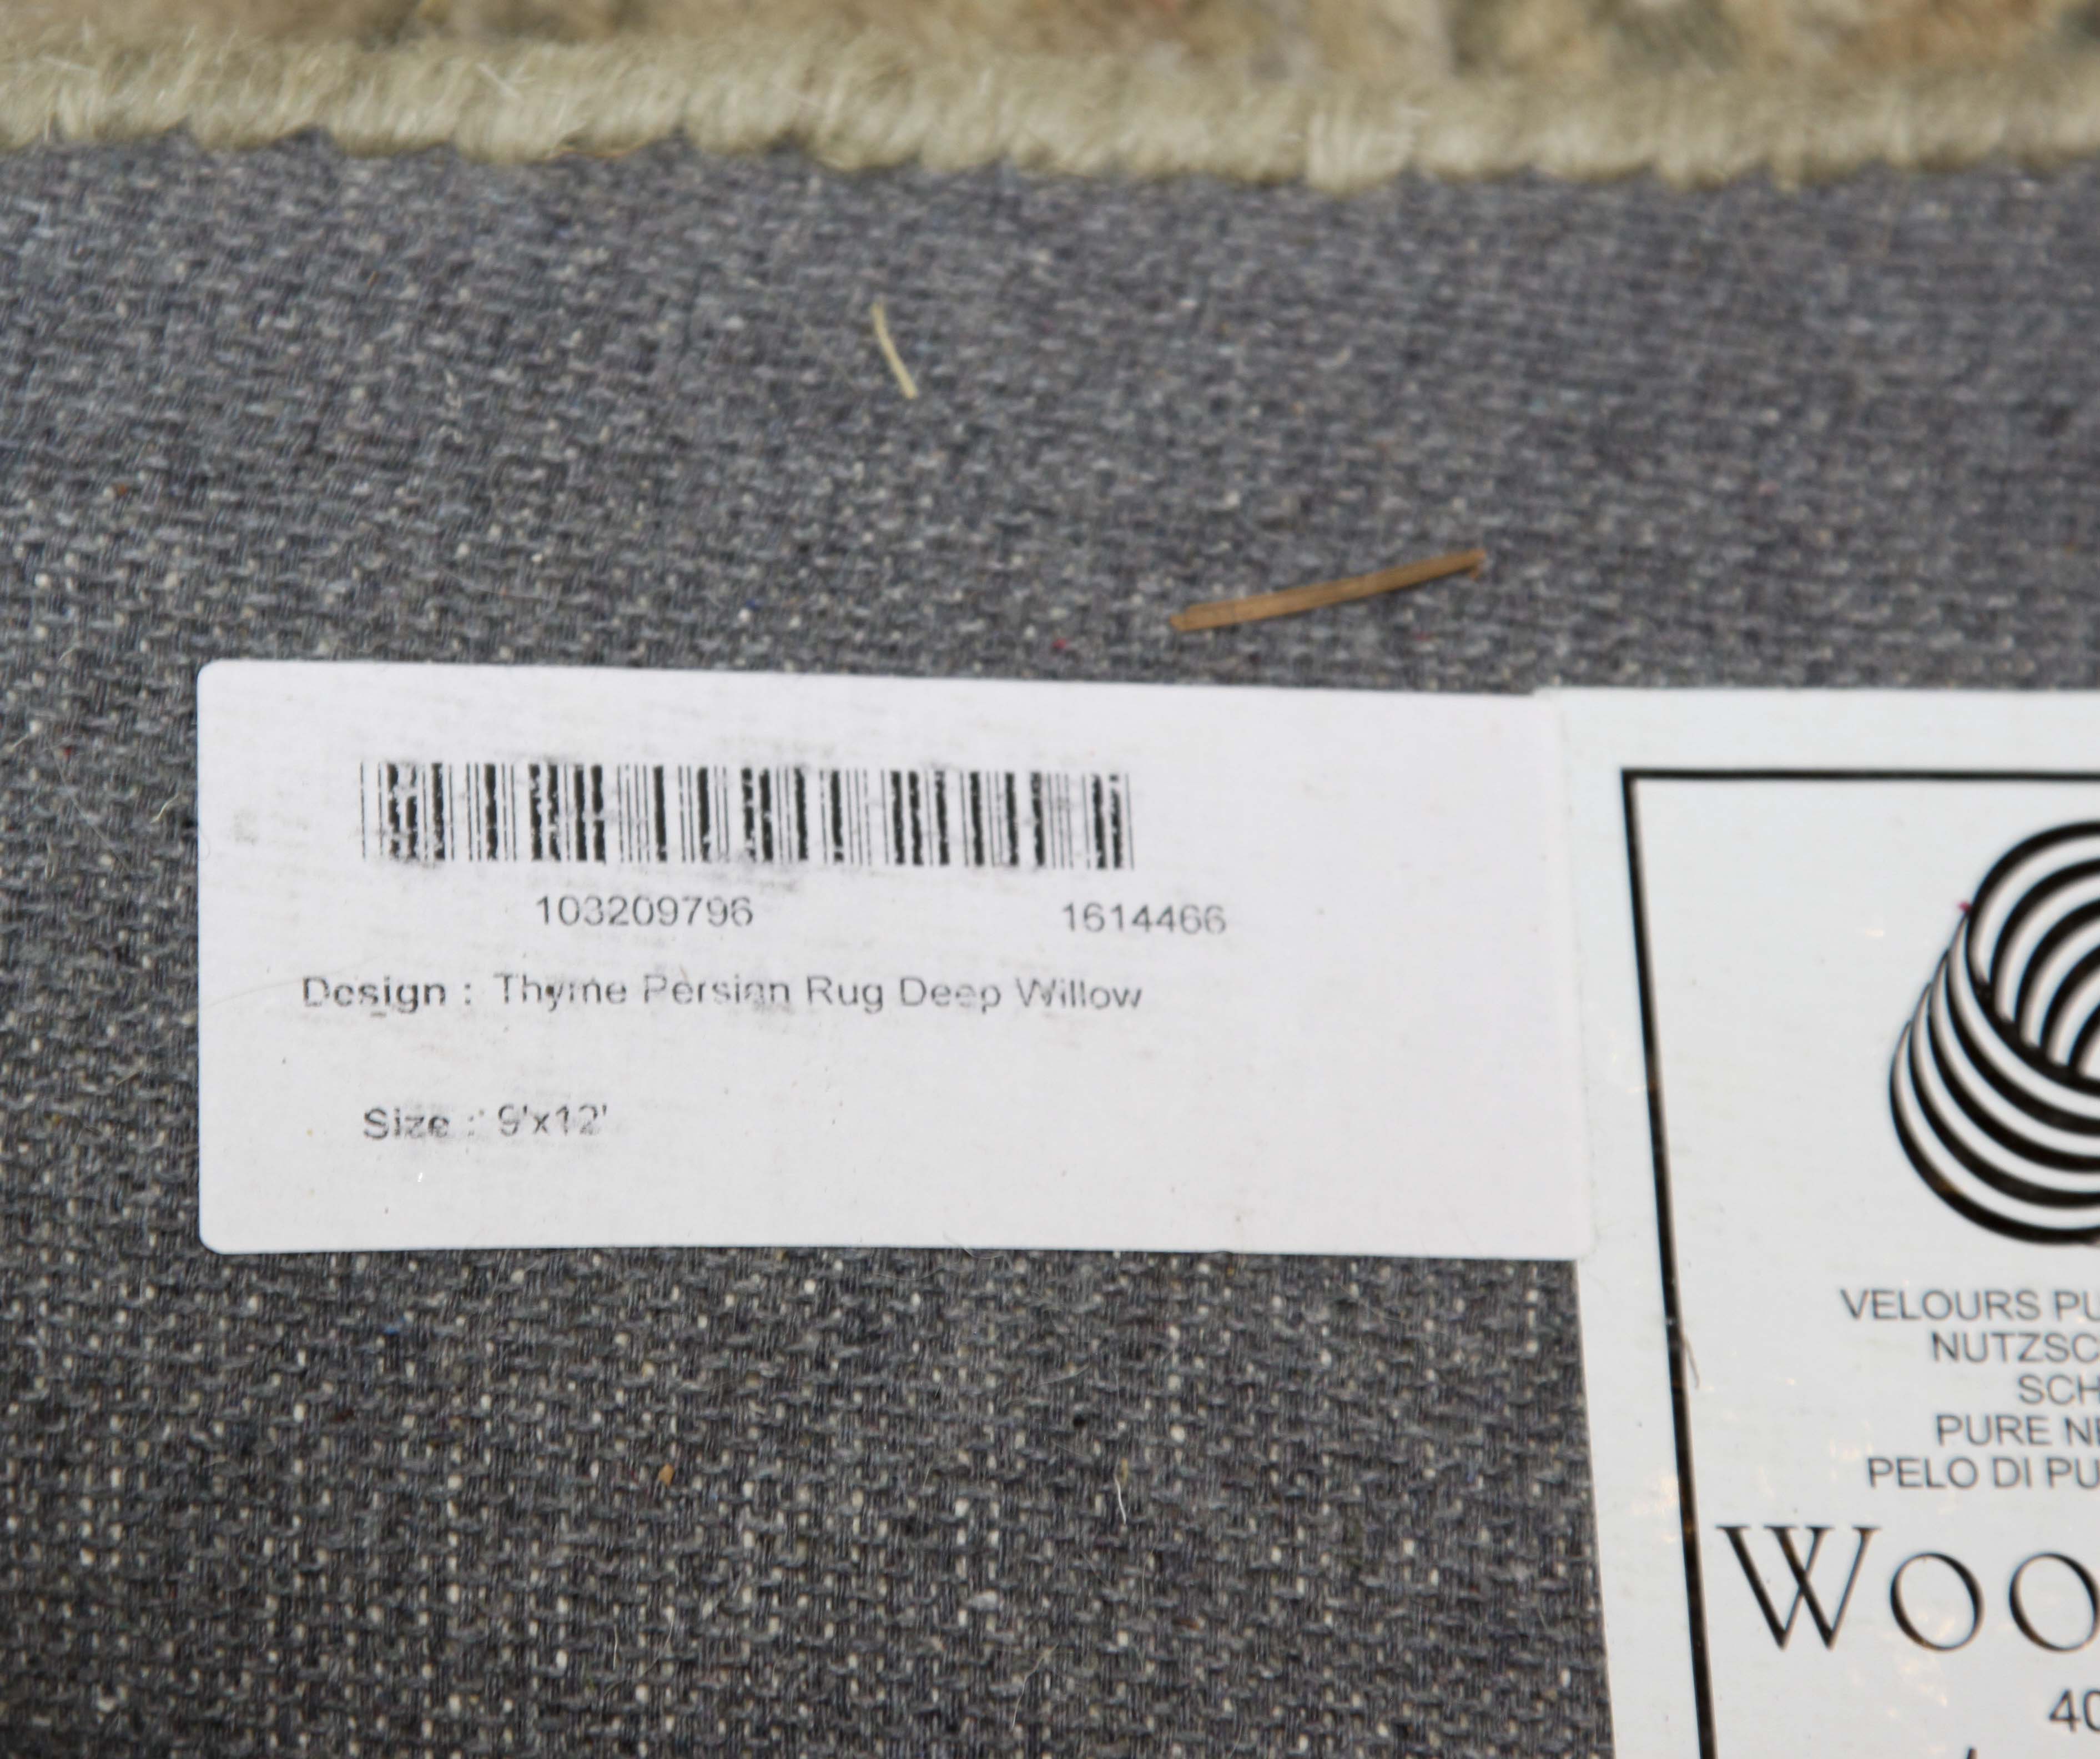 103209796 1614466
Design : Thyme Persian Rug Deep Willow
Size : 9'x12'
VELOURS PU
NUTZSC
SCH
PURE NE
PELO DI PU
WOO
40